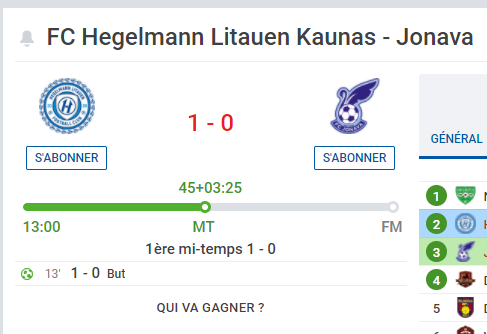 FC Hegelmann Litauen Kaunas - Jonava
1 - 0
S'ABONNER
S'ABONNER
45+03:25
13:00 MT FM
1ère mi-temps 1 - 0
13' 1 - 0 But
QUI VA GAGNER ?
GÉNÉRAL
1
2
3
4
5